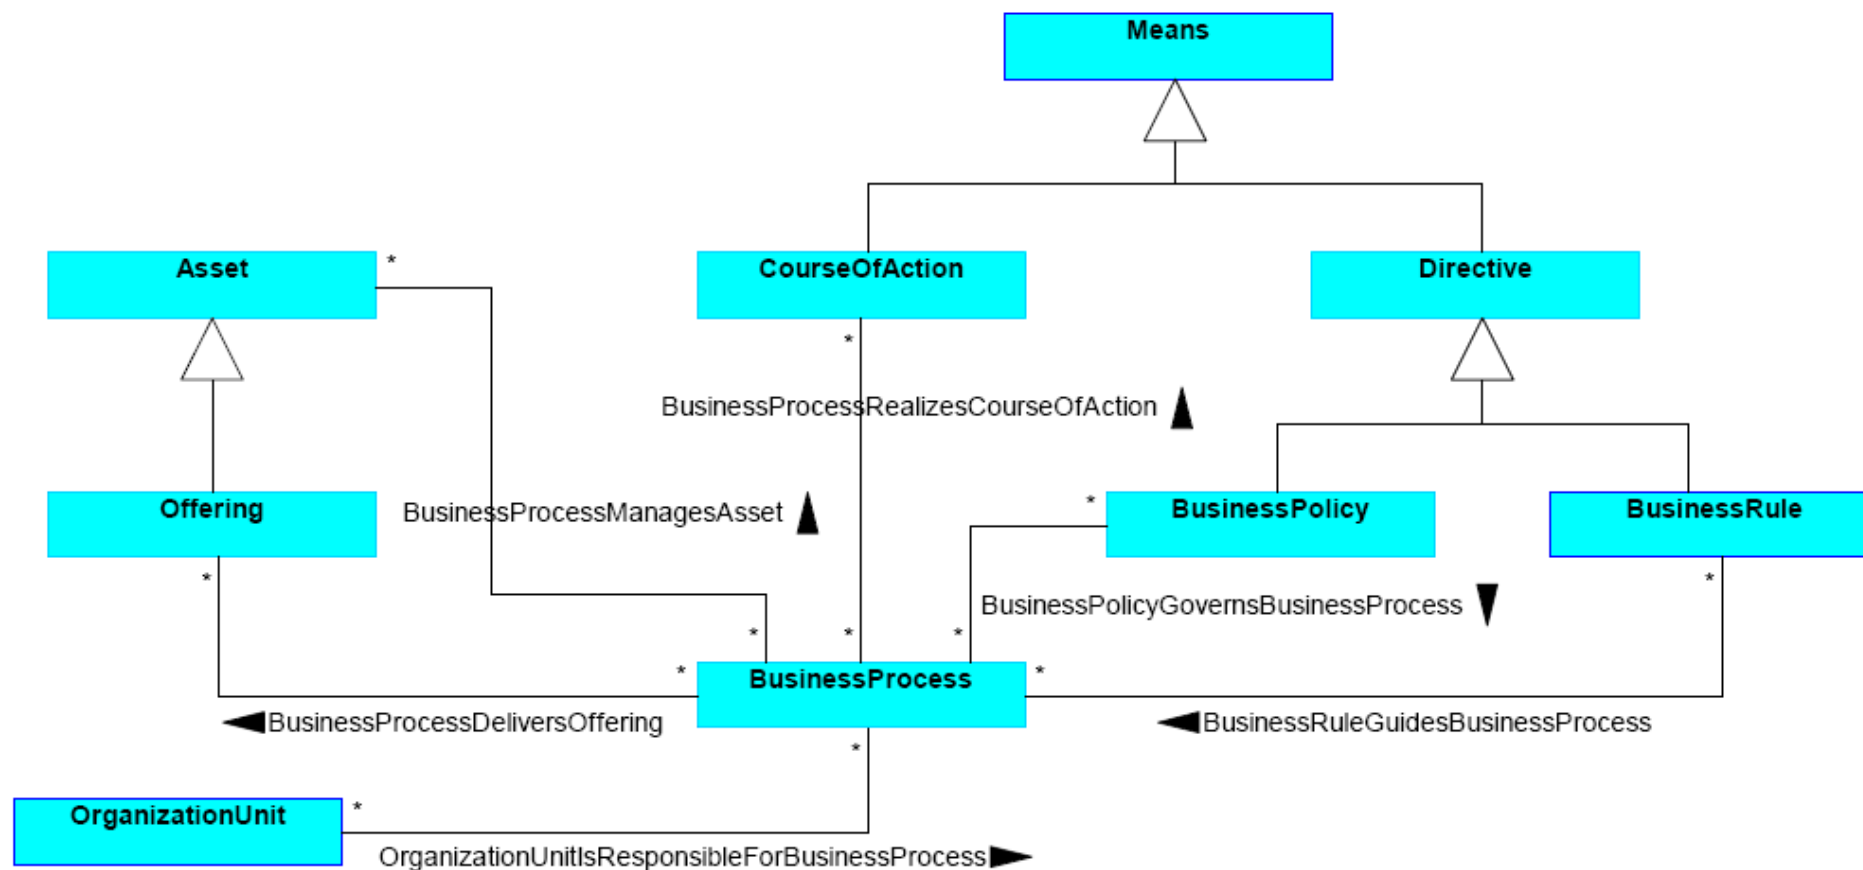 Means
Asset
*
CourseOfAction
Directive
*
BusinessProcessRealizesCourseOfAction
Offering
BusinessProcessManagesAsset
*
BusinessPolicy
BusinessRule
*
*
BusinessPolicyGovernsBusinessProcess
*
*
*
*
BusinessProcess
*
BusinessProcessDeliversOffering
BusinessRuleGuidesBusinessProcess
*
OrganizationUnit
*
OrganizationUnitIsResponsibleForBusinessProcess